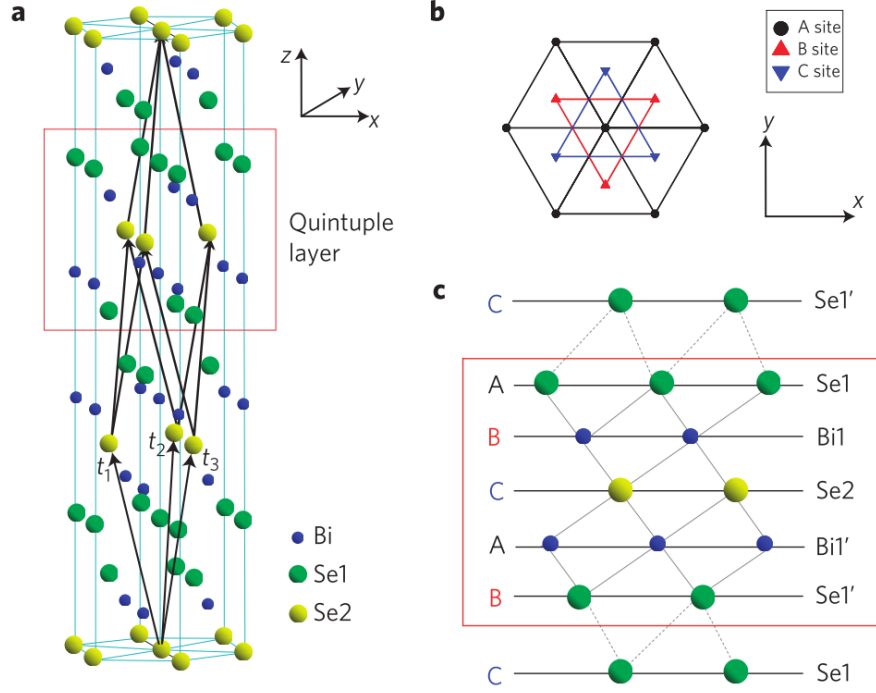 a
z
y
x
Quintuple
layer
t1
t2
t3
Bi
Se1
Se2
b
A site
B site
C site
y
x
c
C Se1′
A Se1
B Bi1
C Se2
A Bi1′
B Se1′
C Se1